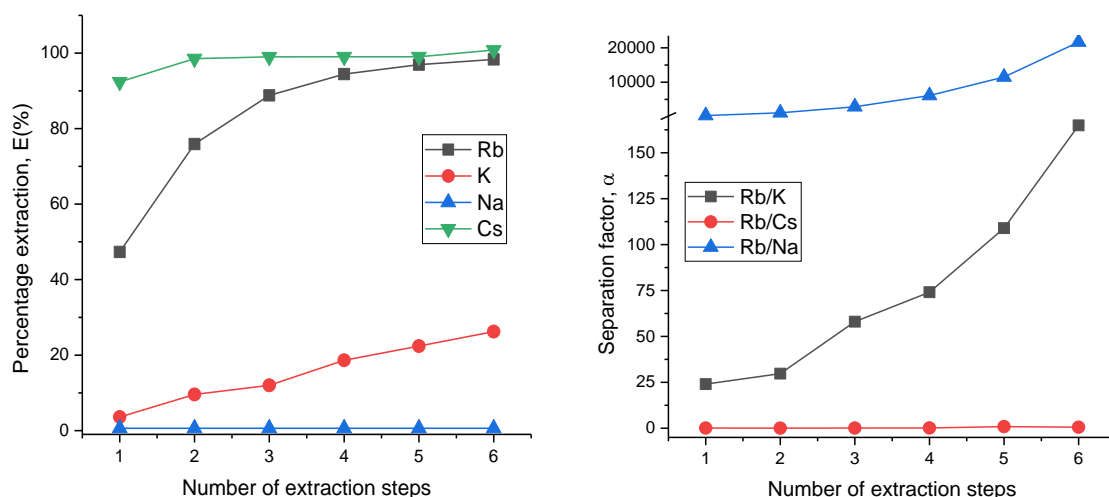 Percentage extraction, E(%)
100
80
60
40
20
0
Rb
K
Na
Cs
1 2 3 4 5 6
Number of extraction steps
Separation factor, α
20000
10000
150
125
100
75
50
25
0
Rb/K
Rb/Cs
Rb/Na
1 2 3 4 5 6
Number of extraction steps